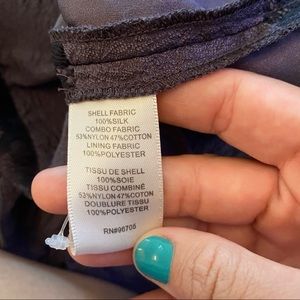 SHELL FABRIC
100%SILK
COMBO FABRIC
53%NYLON 47%COTTON
LINING FABRIC
100%POLYESTER
TISSU DE SHELL
100%SOIE
TISSU COMBINÉ
53%NYLON 47%COTON
DOUBLURE TISSU
100%POLYESTER
RN#96705